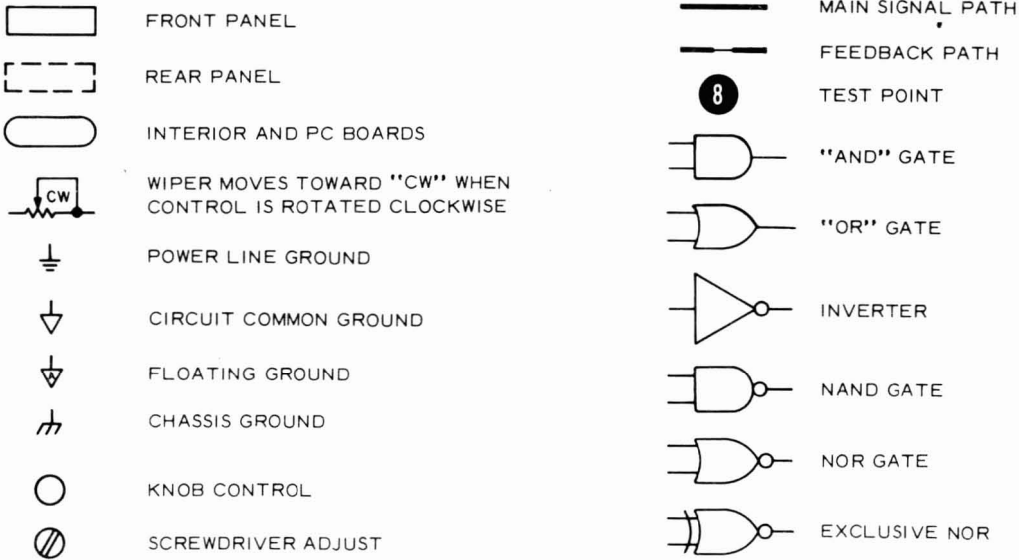 FRONT PANEL
REAR PANEL
INTERIOR AND PC BOARDS
CW
WIPER MOVES TOWARD "CW" WHEN
CONTROL IS ROTATED CLOCKWISE
POWER LINE GROUND
CIRCUIT COMMON GROUND
A
FLOATING GROUND
CHASSIS GROUND
KNOB CONTROL
SCREWDRIVER ADJUST
MAIN SIGNAL PATH
FEEDBACK PATH
8
TEST POINT
"AND" GATE
"OR" GATE
INVERTER
NAND GATE
NOR GATE
EXCLUSIVE NOR